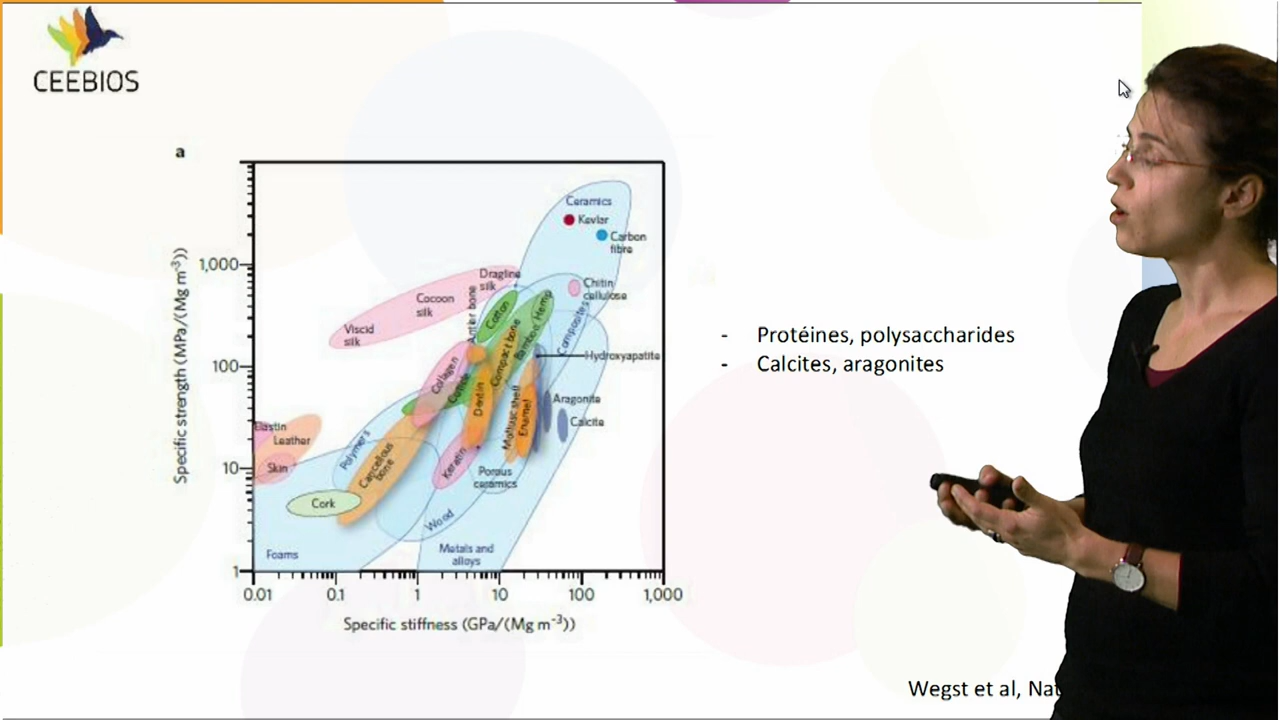 CEEBIOS
a
Specific strength (MPa/(Mg m⁻³))
1,000
100
10
1
Ceramics
Kevlar
Carbon
fibre
Dragline
silk
Chitin
cellulose
Cocoon
silk
Viscid
silk
Antler bone
Cotton
Hemp
Bamboo
Compact bone
Composites
Hydroxyapatite
Collagen
Cuticle
Dentin
Mollusc shell
Enamel
Aragonite
Calcite
Elastin
Leather
Skin
Polymers
Cancellous
bone
Keratin
Porous
ceramics
Cork
Wood
Foams
Metals and
alloys
0.01
0.1
1
10
100
1,000
Specific stiffness (GPa/(Mg m⁻³))
- Protéines, polysaccharides
- Calcites, aragonites
Wegst et al, Nat